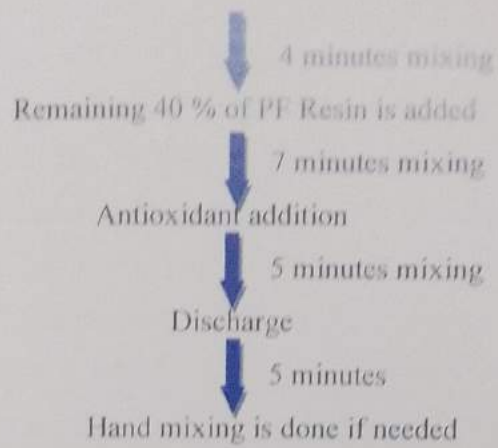 4 minutes mixing
Remaining 40 % of PF Resin is added
7 minutes mixing
Antioxidant addition
5 minutes mixing
Discharge
5 minutes
Hand mixing is done if needed